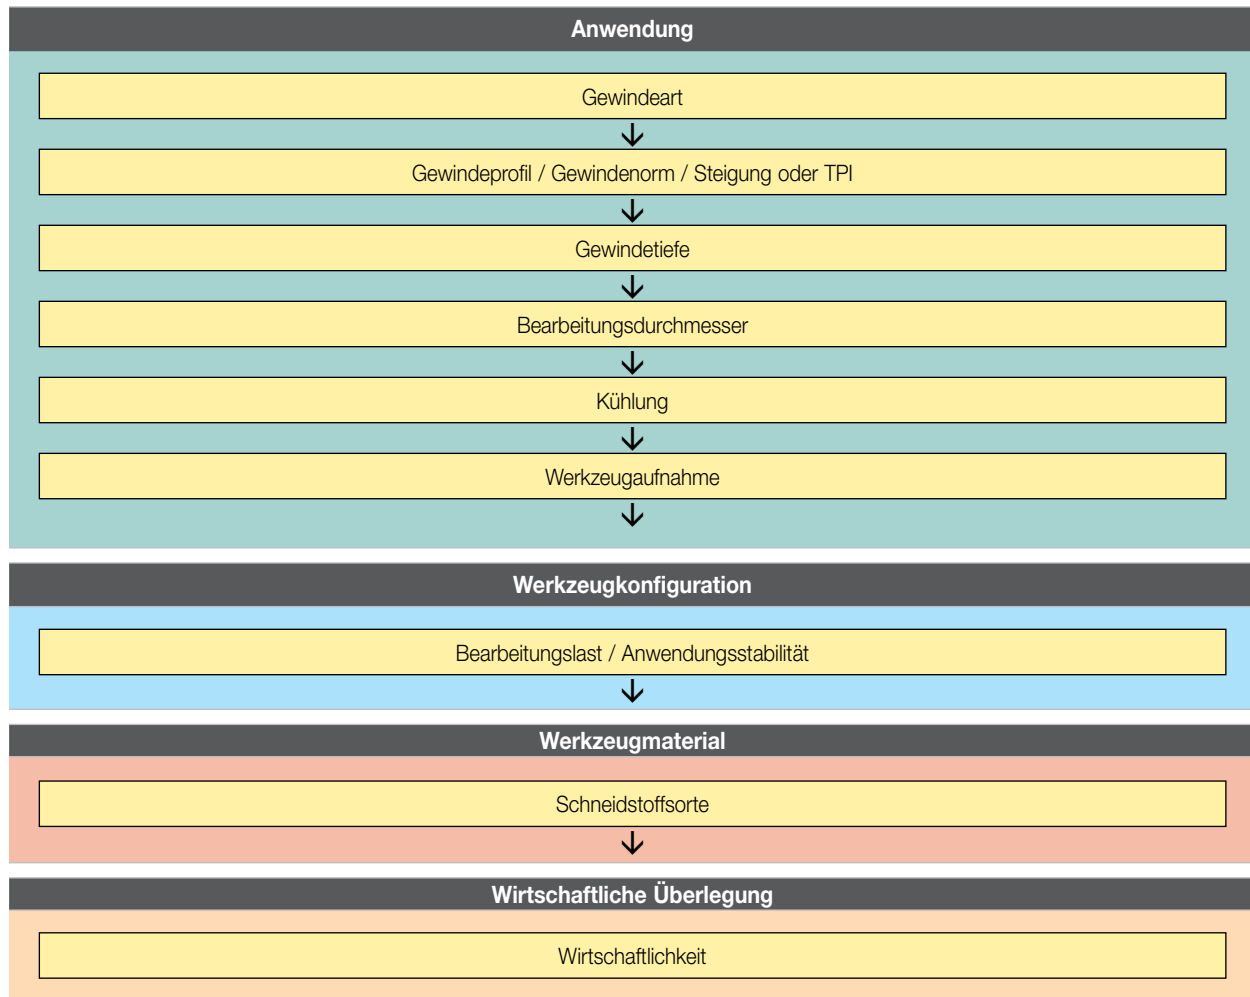 Anwendung
Gewindeart
Gewindeprofil / Gewindenorm / Steigung oder TPI
Gewindetiefe
Bearbeitungsdurchmesser
Kühlung
Werkzeugaufnahme
Werkzeugkonfiguration
Bearbeitungslast / Anwendungsstabilität
Werkzeugmaterial
Schneidstoffsorte
Wirtschaftliche Überlegung
Wirtschaftlichkeit